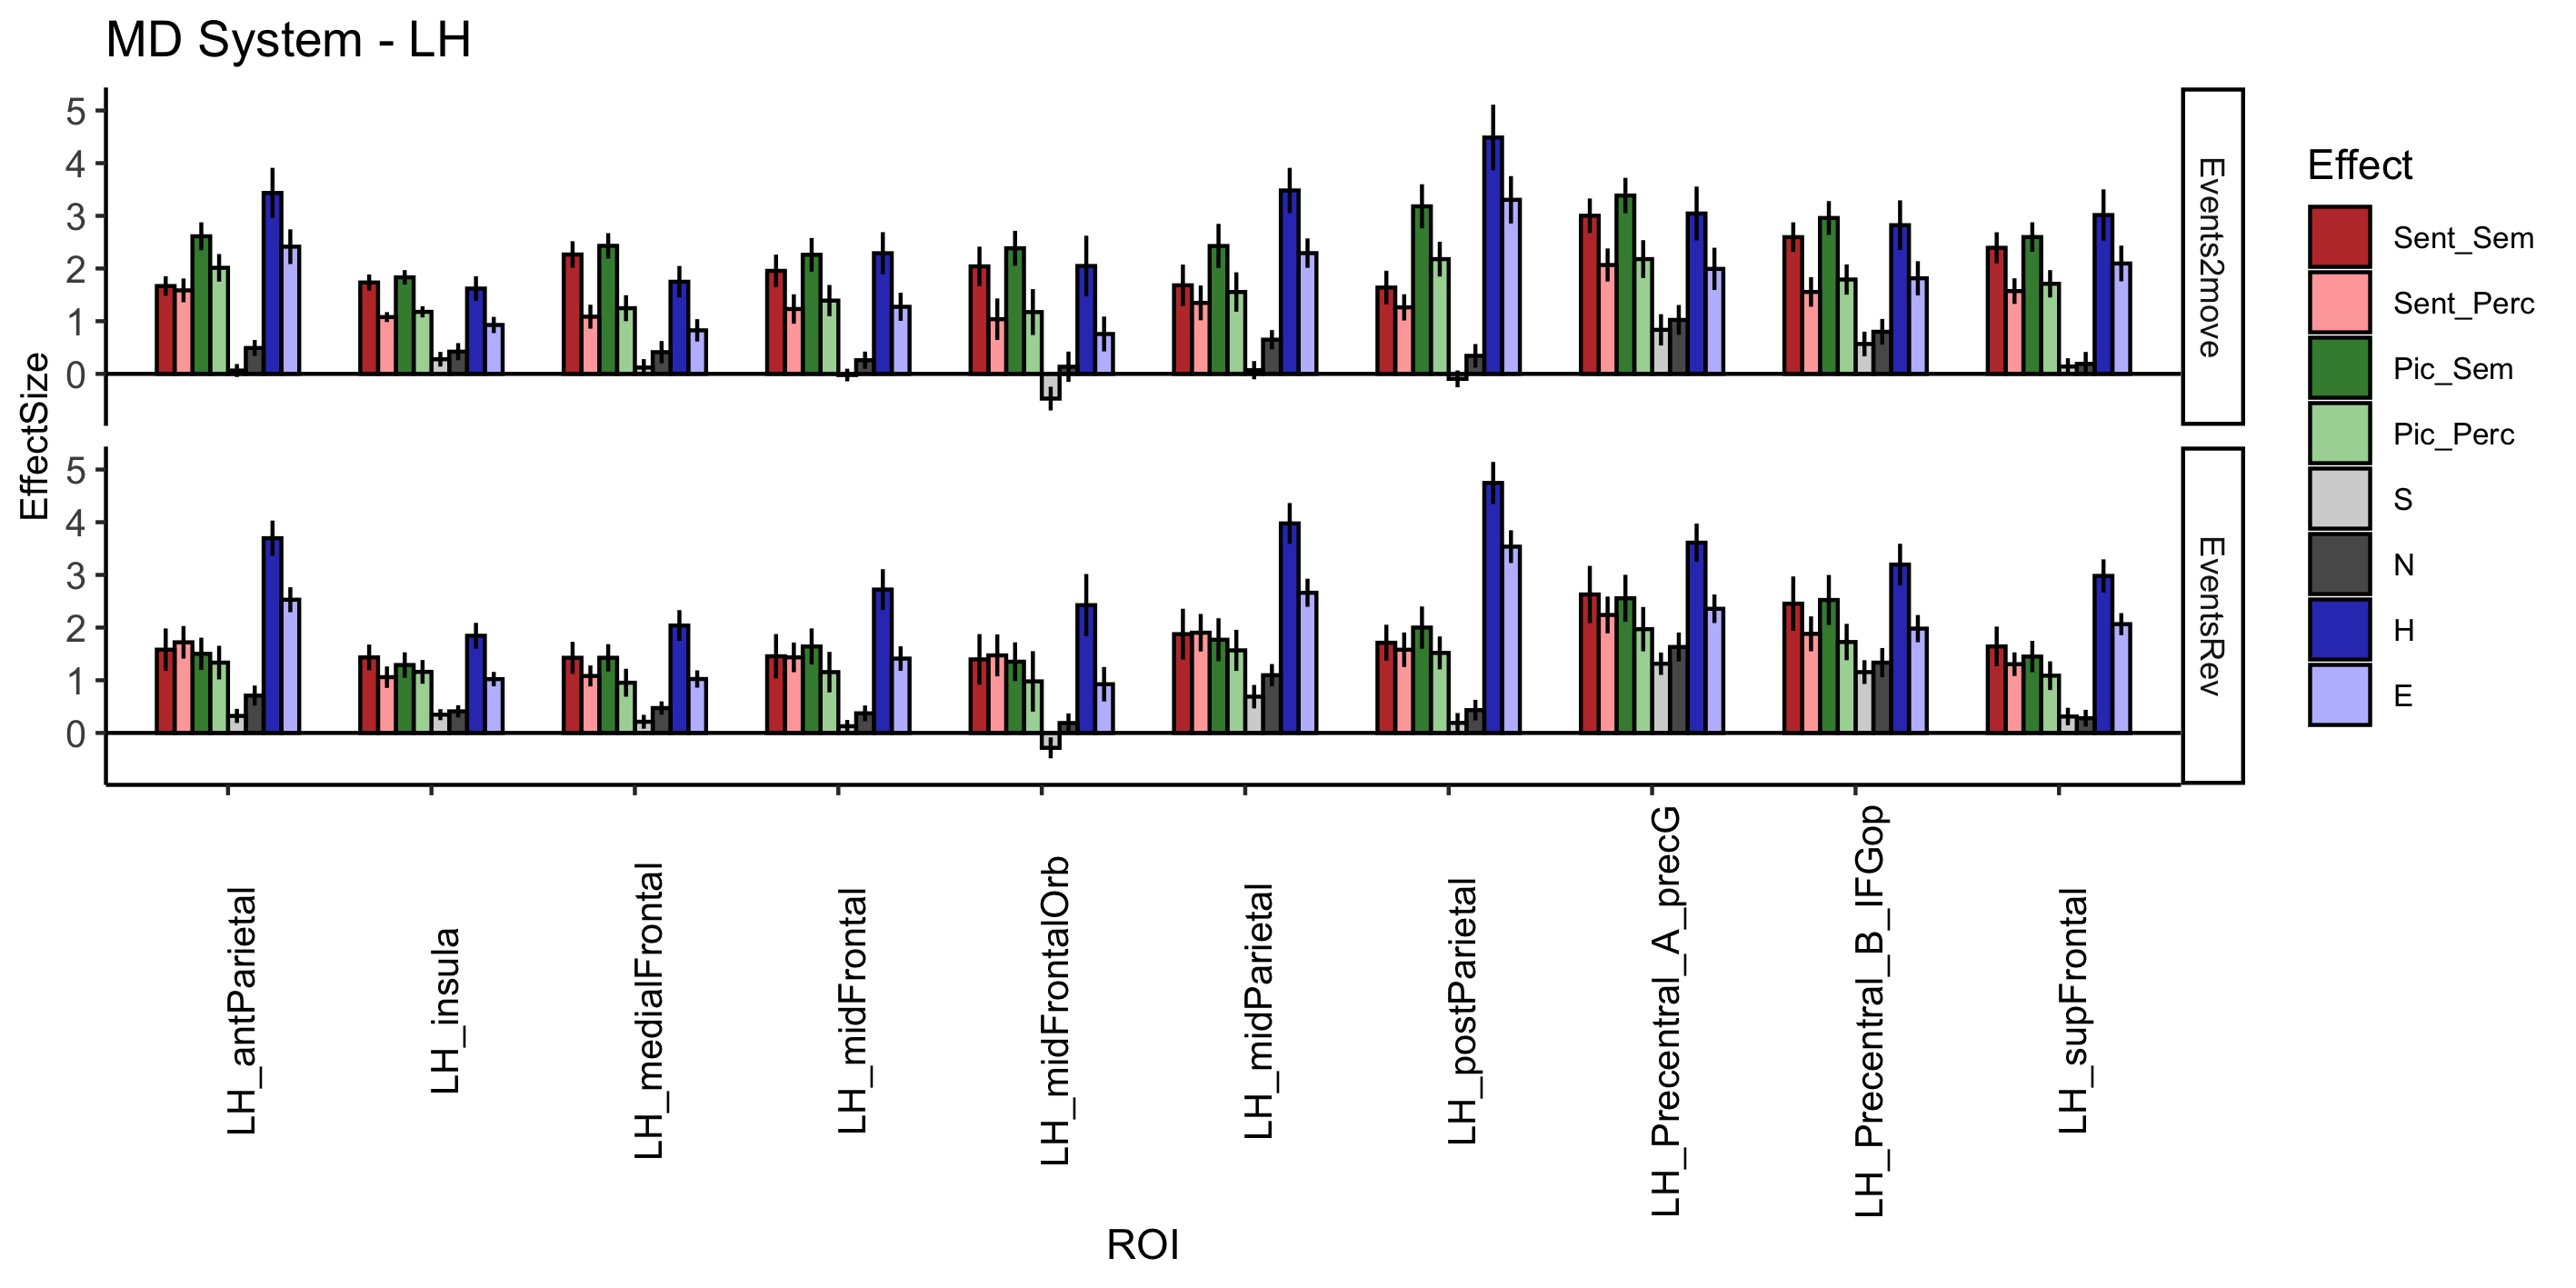 MD System - LH
EffectSize
5
4
3
2
1
0
Events2move
5
4
3
2
1
0
EventsRev
LH_antParietal
LH_insula
LH_medialFrontal
LH_midFrontal
LH_midFrontalOrb
LH_midParietal
LH_postParietal
LH_Precentral_A_precG
LH_Precentral_B_IFGop
LH_supFrontal
ROI
Effect
Sent_Sem
Sent_Perc
Pic_Sem
Pic_Perc
S
N
H
E